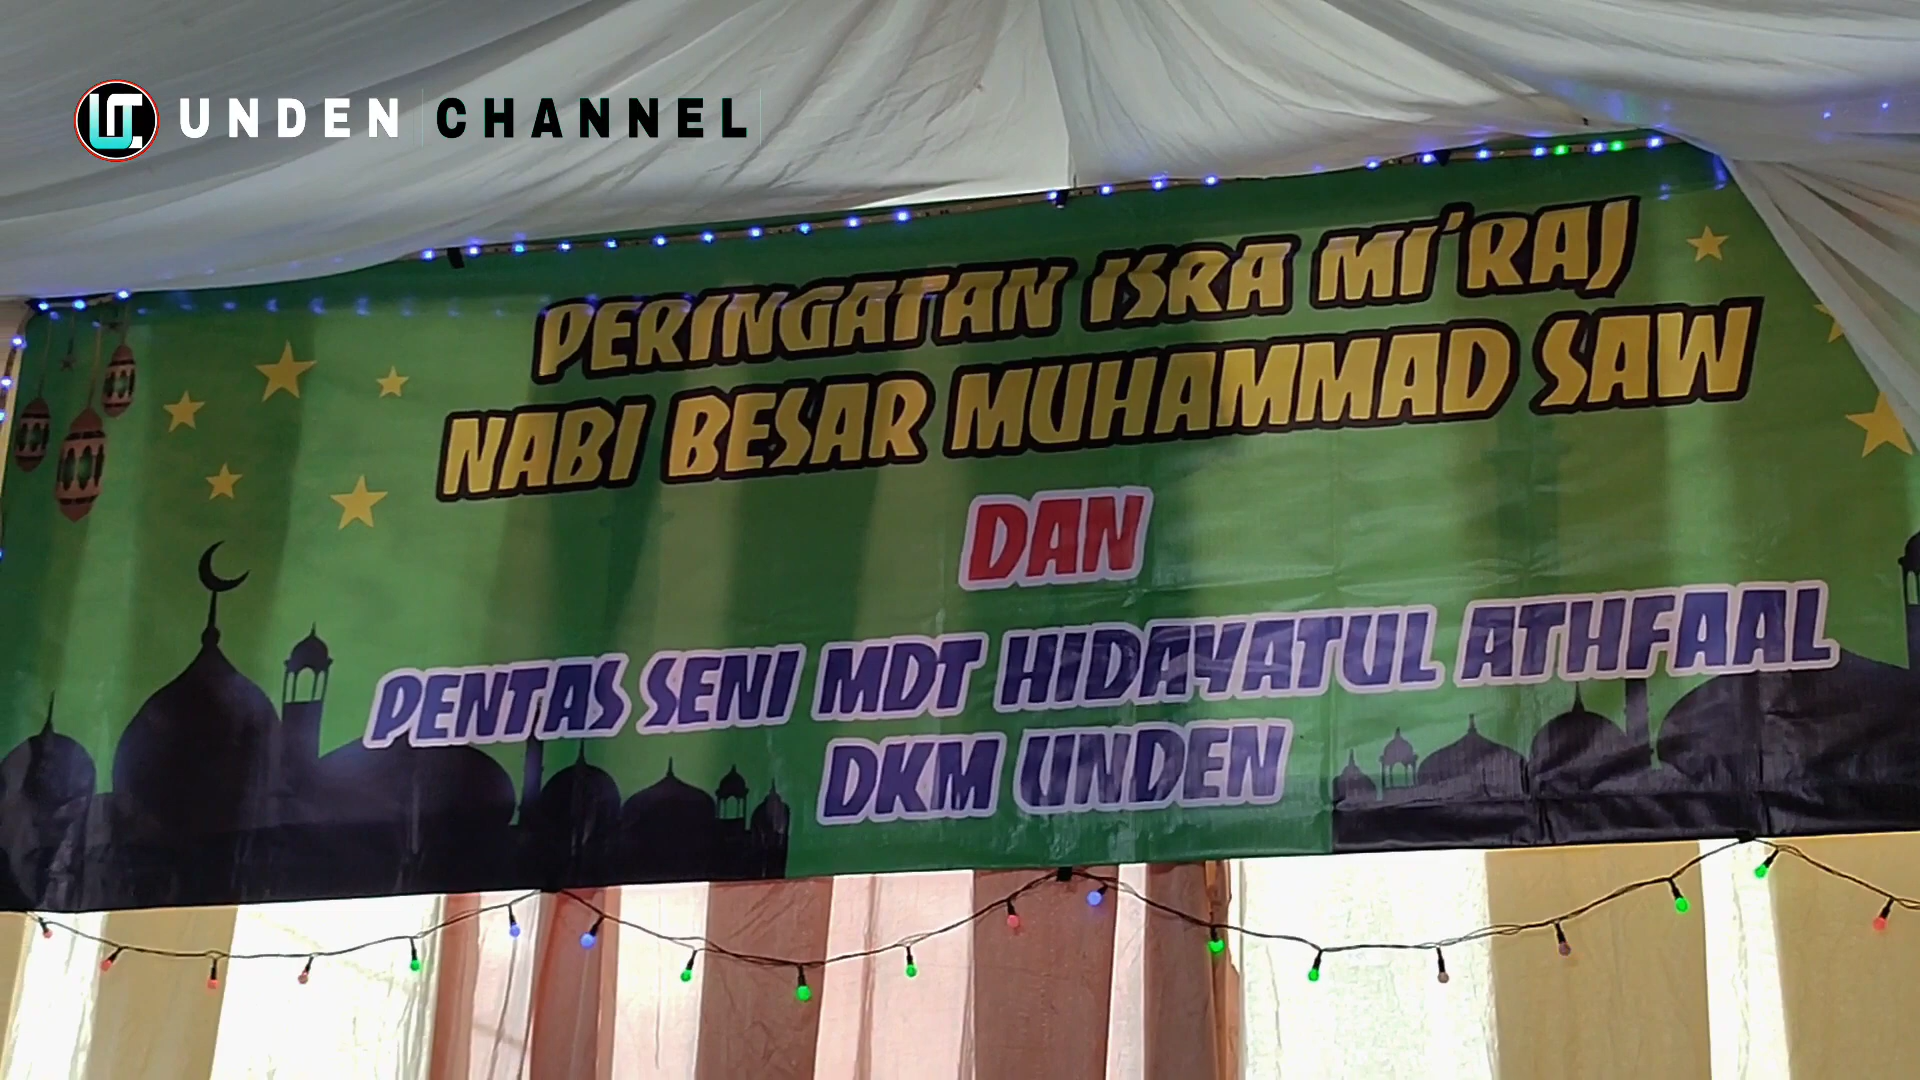 UNDEN CHANNEL
PERINGATAN ISRA MI'RAJ
NABI BESAR MUHAMMAD SAW
DAN
PENTAS SENI MDT HIDAYATUL ATHFAAL
DKM UNDEN